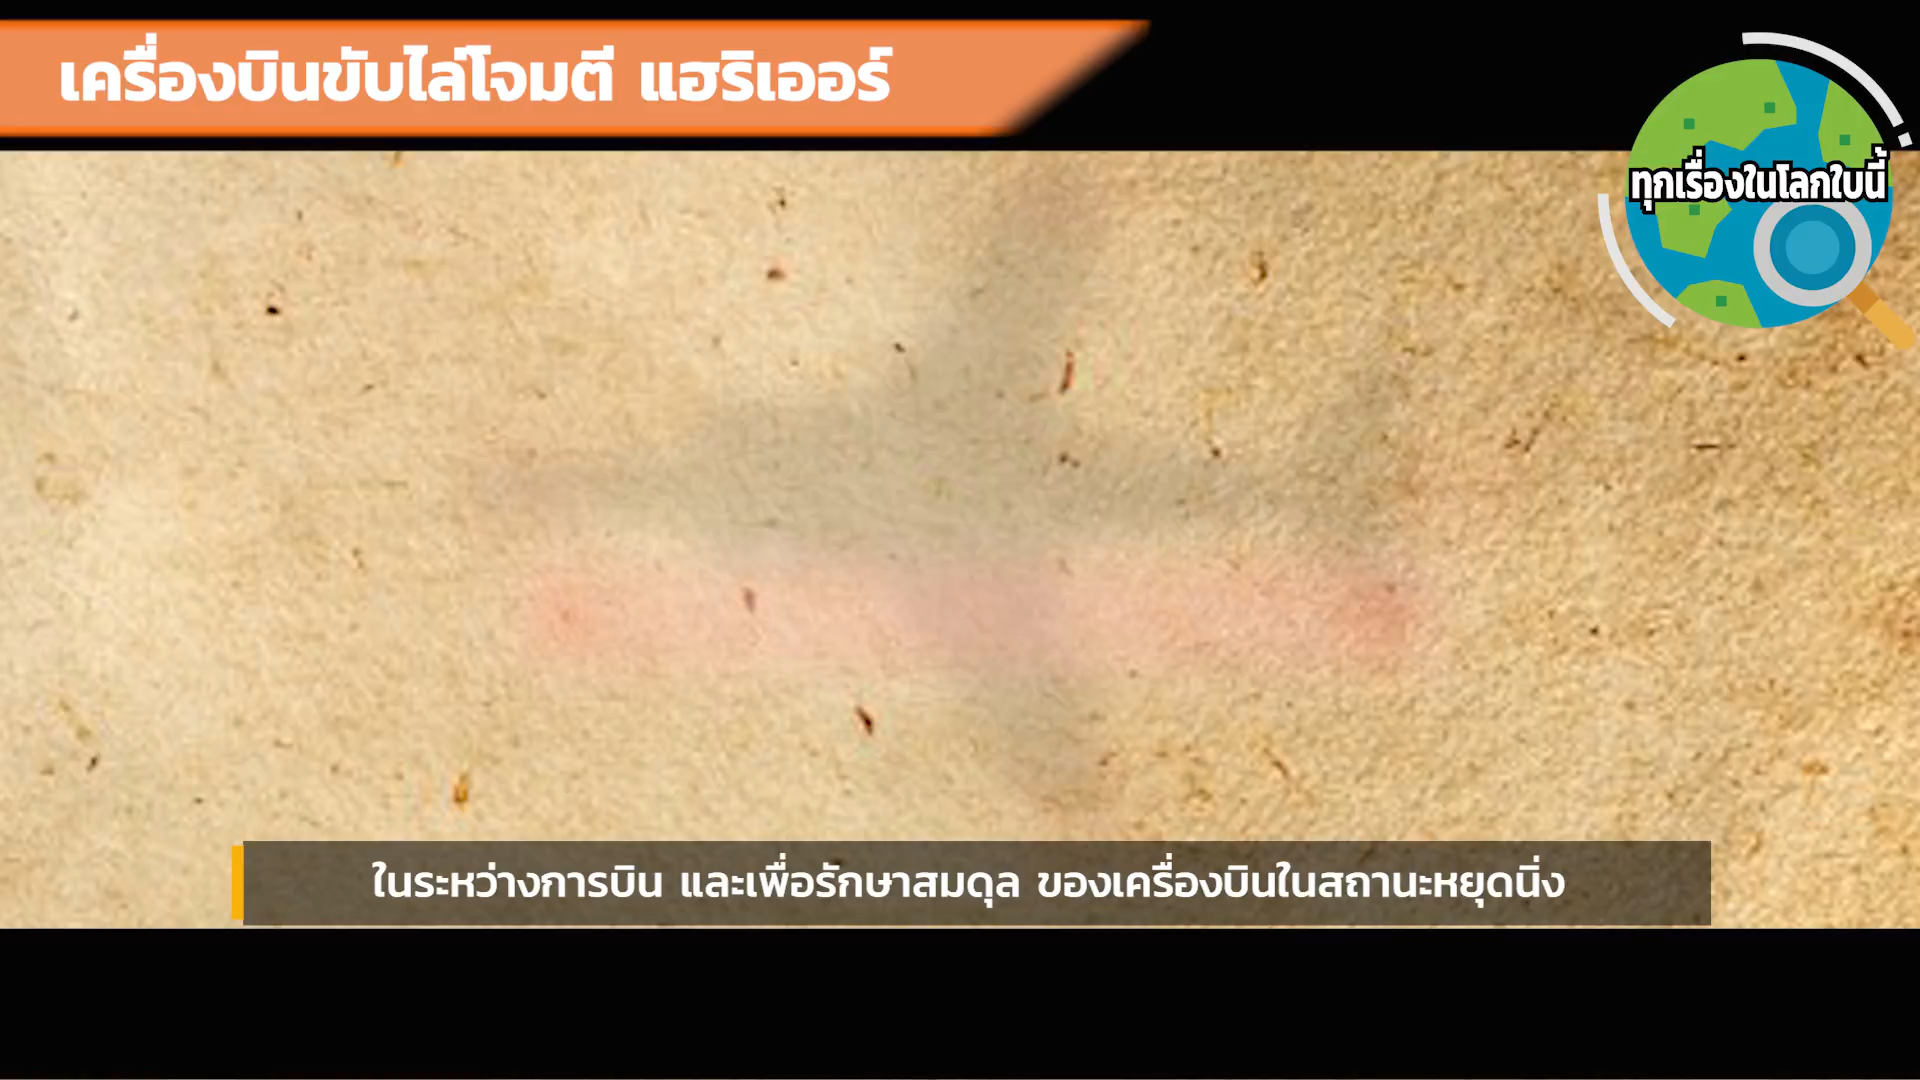 เครื่องบินขับไล่โจมตี แฮริเออร์
ทุกเรื่องในโลกใบนี้
ในระหว่างการบิน และเพื่อรักษาสมดุล ของเครื่องบินในสถานะหยุดนิ่ง